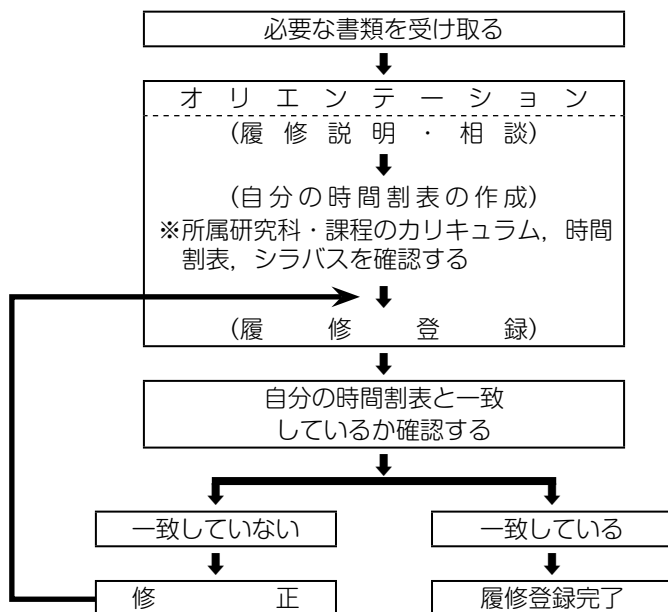 必要な書類を受け取る
オリエンテーション
(履修説明・相談)
(自分の時間割表の作成)
※所属研究科・課程のカリキュラム，時間
割表，シラバスを確認する
(履修登録)
自分の時間割表と一致
しているか確認する
一致していない
一致している
修正
履修登録完了